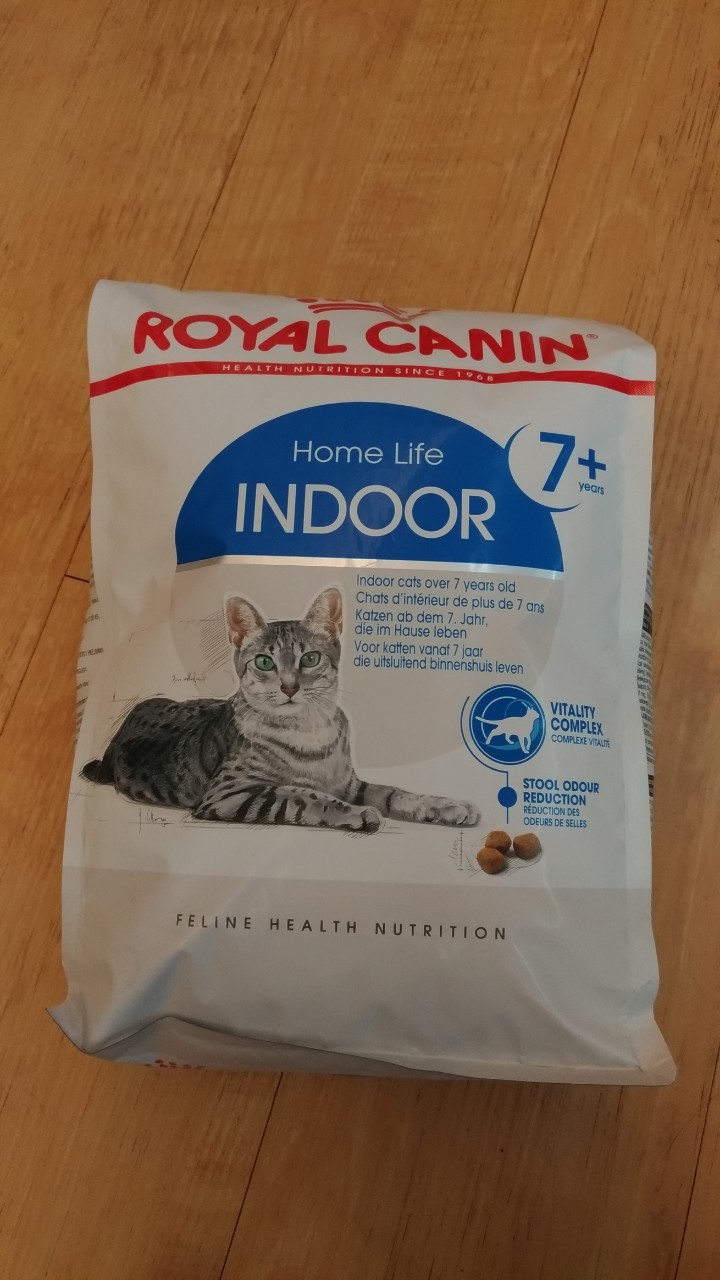 ROYAL CANIN®
HEALTH NUTRITION SINCE 1968
Home Life
INDOOR
7+
years
Indoor cats over 7 years old
Chats d'intérieur de plus de 7 ans
Katzen ab dem 7. Jahr,
die im Hause leben
Voor katten vanaf 7 jaar
die uitsluitend binnenshuis leven
VITALITY
COMPLEX
COMPLEXE VITALITÉ
STOOL ODOUR
REDUCTION
RÉDUCTION DES
ODEURS DE SELLES
FELINE HEALTH NUTRITION